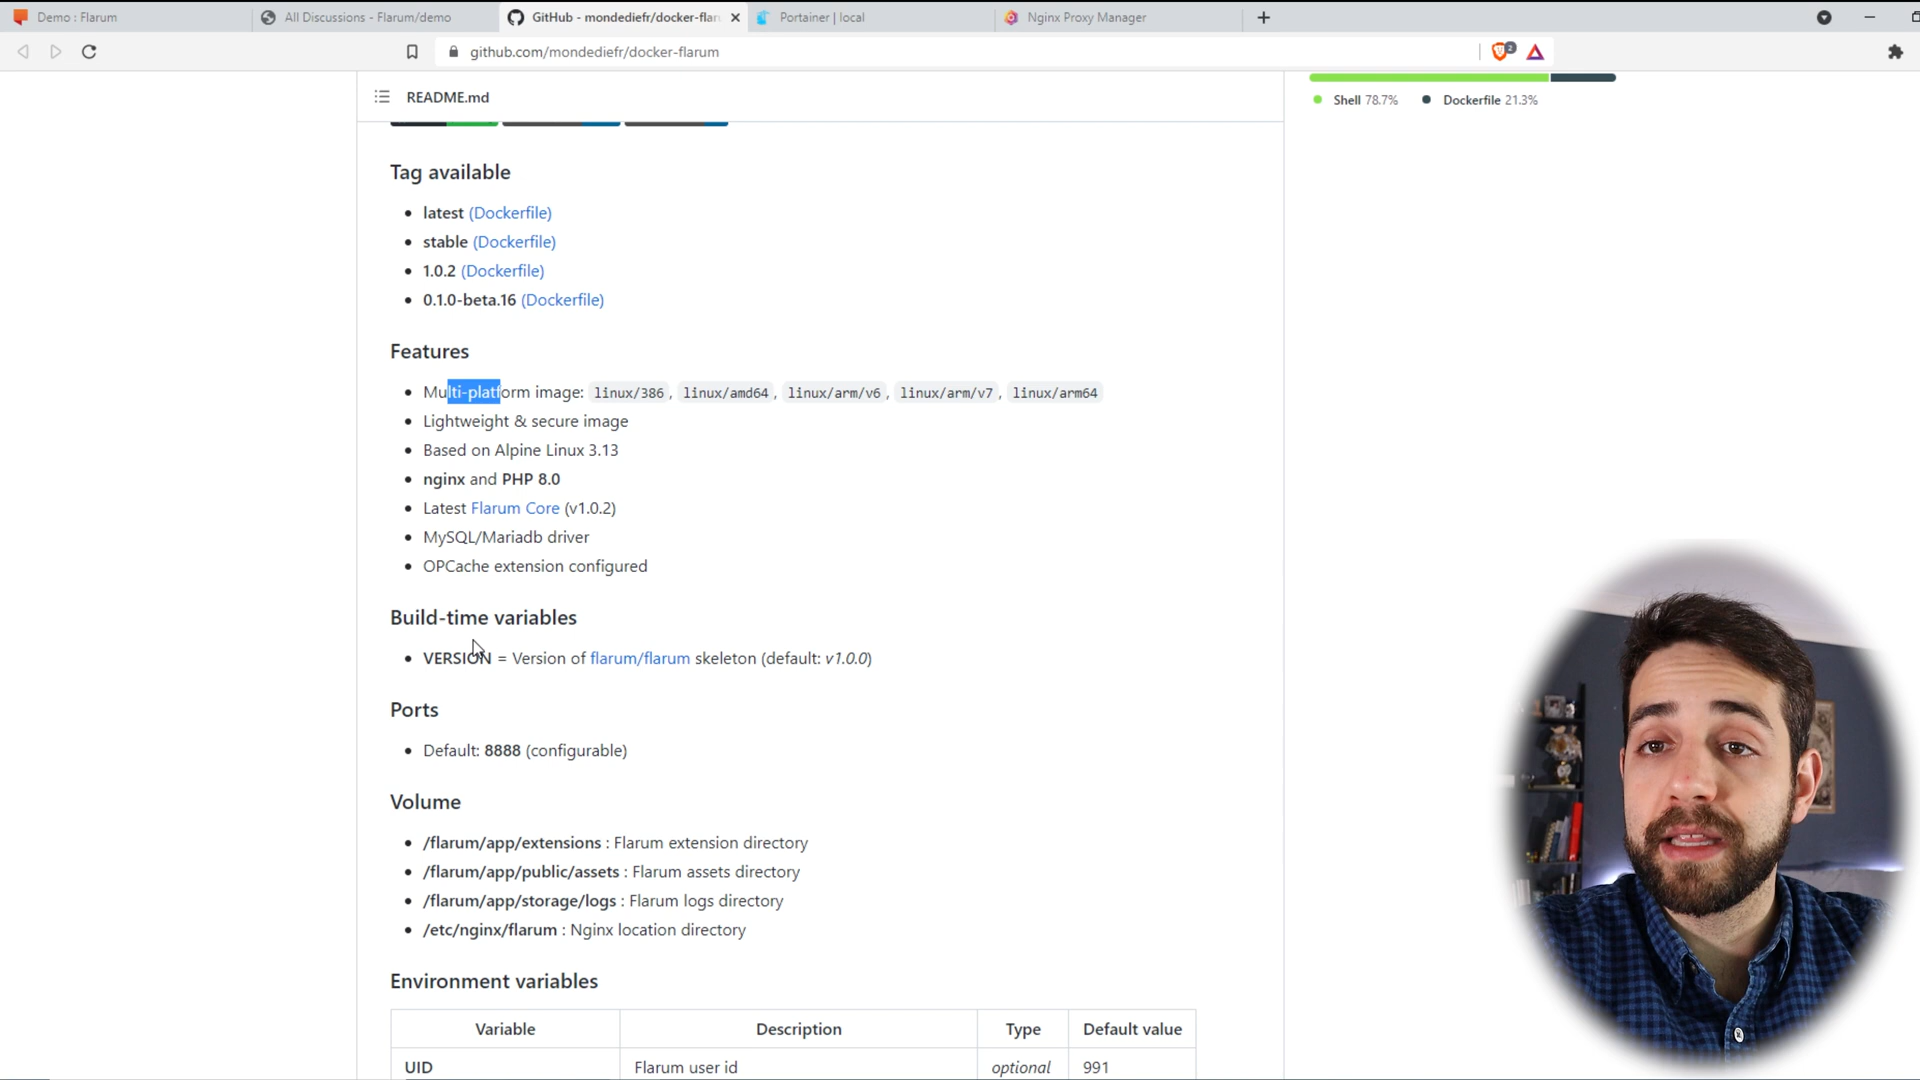 Demo : Flarum
All Discussions - Flarum/demo
GitHub - mondediefr/docker-flar
Portainer | local
Nginx Proxy Manager
github.com/mondediefr/docker-flarum
2
README.md
Shell 78.7%
Dockerfile 21.3%
Tag available
latest (Dockerfile)
stable (Dockerfile)
1.0.2 (Dockerfile)
0.1.0-beta.16 (Dockerfile)
Features
Multi-platform image: linux/386, linux/amd64, linux/arm/v6, linux/arm/v7, linux/arm64
Lightweight & secure image
Based on Alpine Linux 3.13
nginx and PHP 8.0
Latest Flarum Core (v1.0.2)
MySQL/Mariadb driver
OPCache extension configured
Build-time variables
VERSION = Version of flarum/flarum skeleton (default: v1.0.0)
Ports
Default: 8888 (configurable)
Volume
/flarum/app/extensions : Flarum extension directory
/flarum/app/public/assets : Flarum assets directory
/flarum/app/storage/logs : Flarum logs directory
/etc/nginx/flarum : Nginx location directory
Environment variables
Variable Description Type Default value
UID Flarum user id optional 991